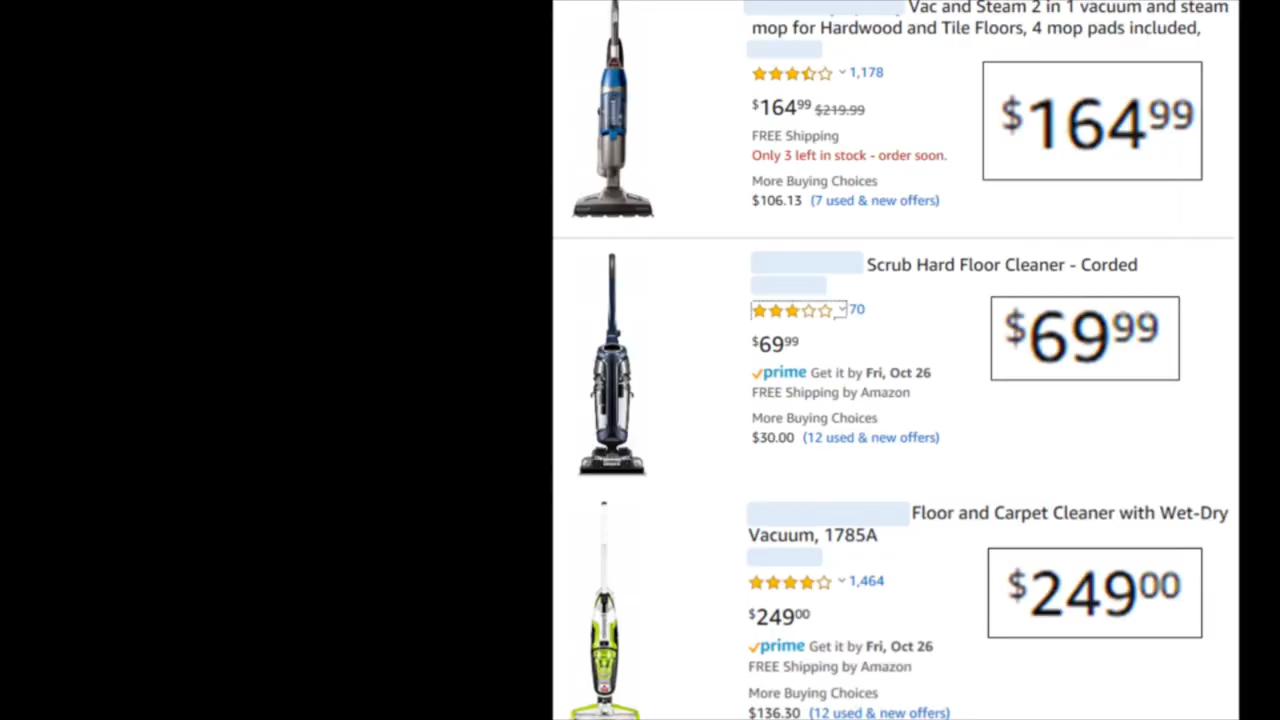 Vac and Steam 2 in 1 vacuum and steam
mop for Hardwood and Tile Floors, 4 mop pads included,
1,178
$164.99 $219.99
$164.99
FREE Shipping
Only 3 left in stock - order soon.
More Buying Choices
$106.13 (7 used & new offers)
Scrub Hard Floor Cleaner - Corded
70
$69.99
$69.99
prime Get it by Fri, Oct 26
FREE Shipping by Amazon
More Buying Choices
$30.00 (12 used & new offers)
Floor and Carpet Cleaner with Wet-Dry
Vacuum, 1785A
1,464
$249.00
$249.00
prime Get it by Fri, Oct 26
FREE Shipping by Amazon
More Buying Choices
$136.30 (12 used & new offers)